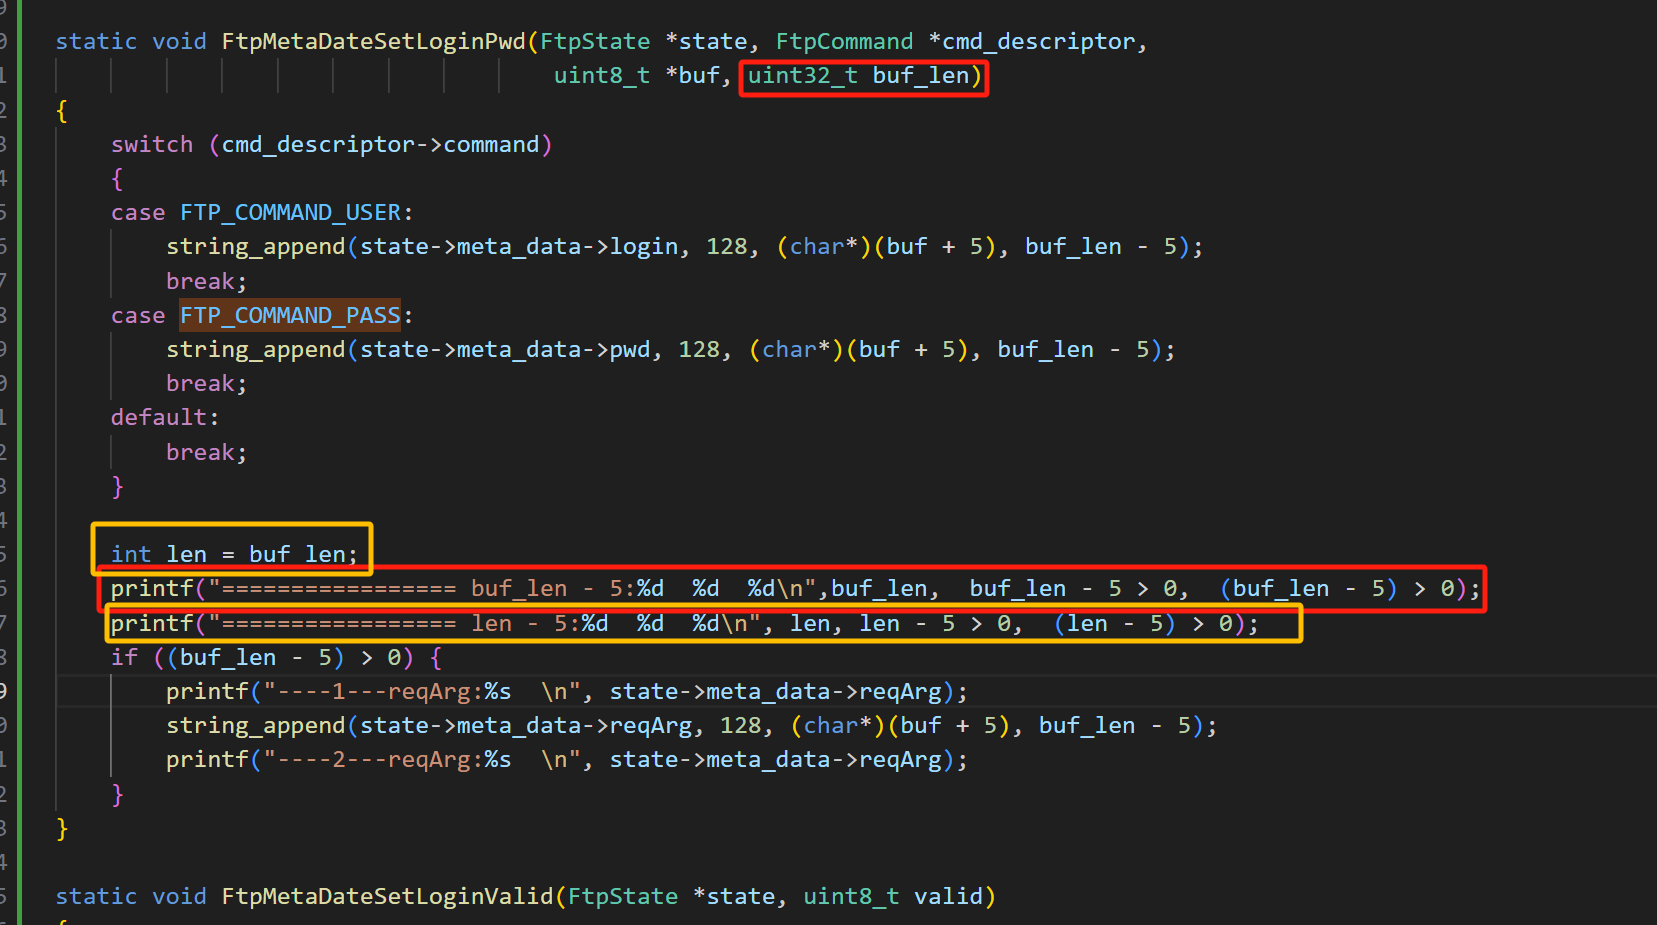 static void FtpMetaDateSetLoginPwd(FtpState *state, FtpCommand *cmd_descriptor,
uint8_t *buf, uint32_t buf_len)
{
switch (cmd_descriptor->command)
{
case FTP_COMMAND_USER:
string_append(state->meta_data->login, 128, (char*)(buf + 5), buf_len - 5);
break;
case FTP_COMMAND_PASS:
string_append(state->meta_data->pwd, 128, (char*)(buf + 5), buf_len - 5);
break;
default:
break;
}
int len = buf_len;
printf("================= buf_len - 5:%d  %d  %d\n",buf_len,  buf_len - 5 > 0,  (buf_len - 5) > 0);
printf("================= len - 5:%d  %d  %d\n", len, len - 5 > 0,  (len - 5) > 0);
if ((buf_len - 5) > 0) {
printf("----1---reqArg:%s  \n", state->meta_data->reqArg);
string_append(state->meta_data->reqArg, 128, (char*)(buf + 5), buf_len - 5);
printf("----2---reqArg:%s  \n", state->meta_data->reqArg);
}
}
static void FtpMetaDateSetLoginValid(FtpState *state, uint8_t valid)